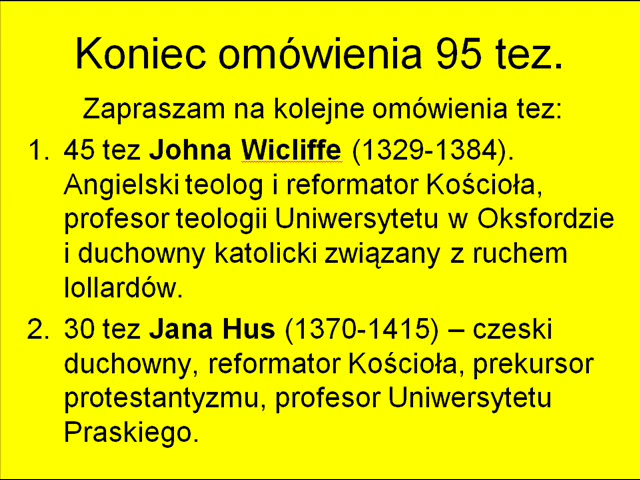 Koniec omówienia 95 tez.
Zapraszam na kolejne omówienia tez:
1. 45 tez Johna Wicliffe (1329-1384).
Angielski teolog i reformator Kościoła,
profesor teologii Uniwersytetu w Oksfordzie
i duchowny katolicki związany z ruchem
lollardów.
2. 30 tez Jana Hus (1370-1415) – czeski
duchowny, reformator Kościoła, prekursor
protestantyzmu, profesor Uniwersytetu
Praskiego.